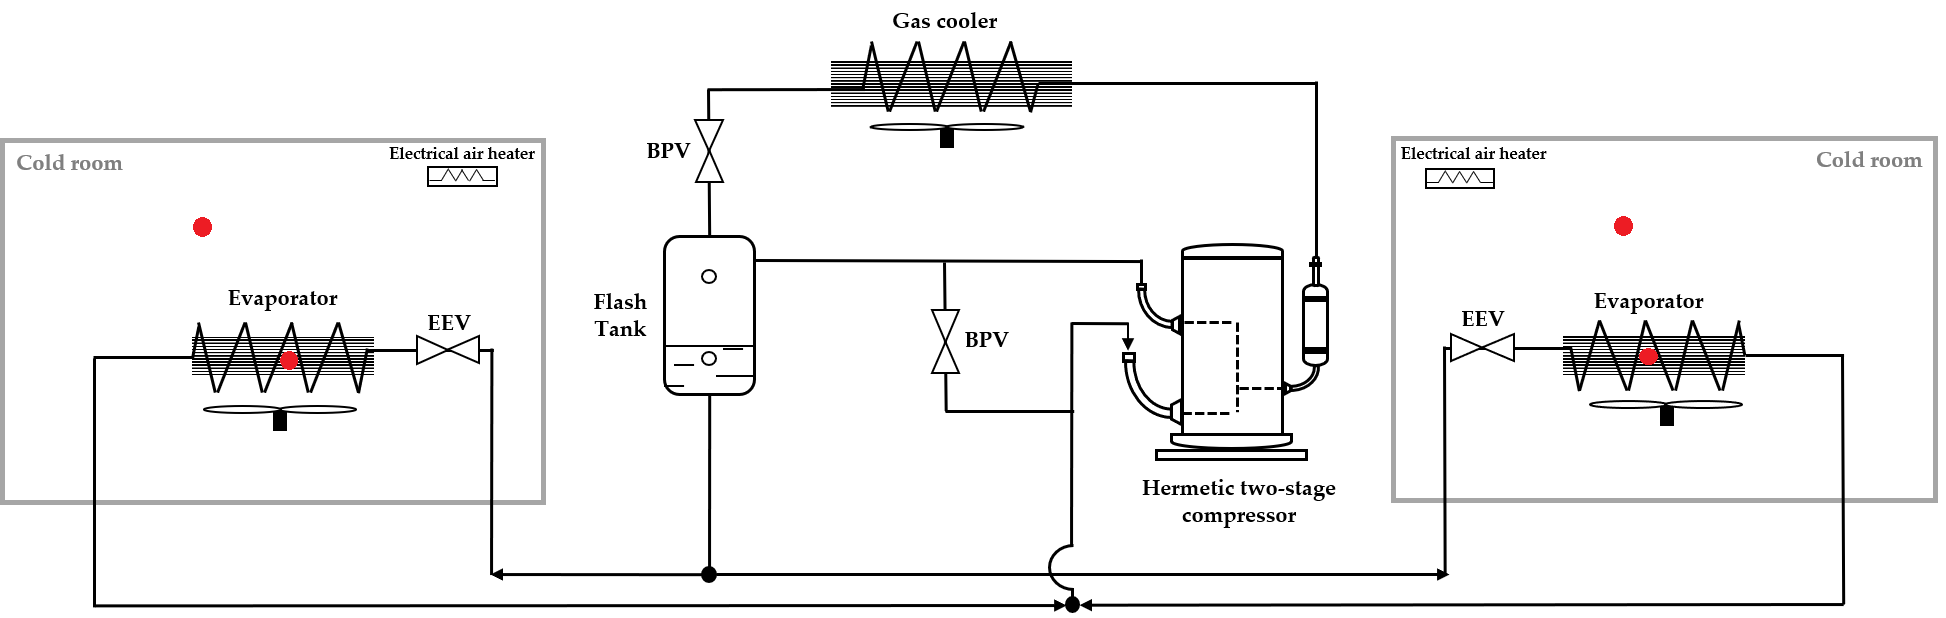 Gas cooler
BPV
Cold room
Electrical air heater
Electrical air heater
Cold room
Evaporator
EEV
Flash
Tank
BPV
EEV
Evaporator
Hermetic two-stage
compressor